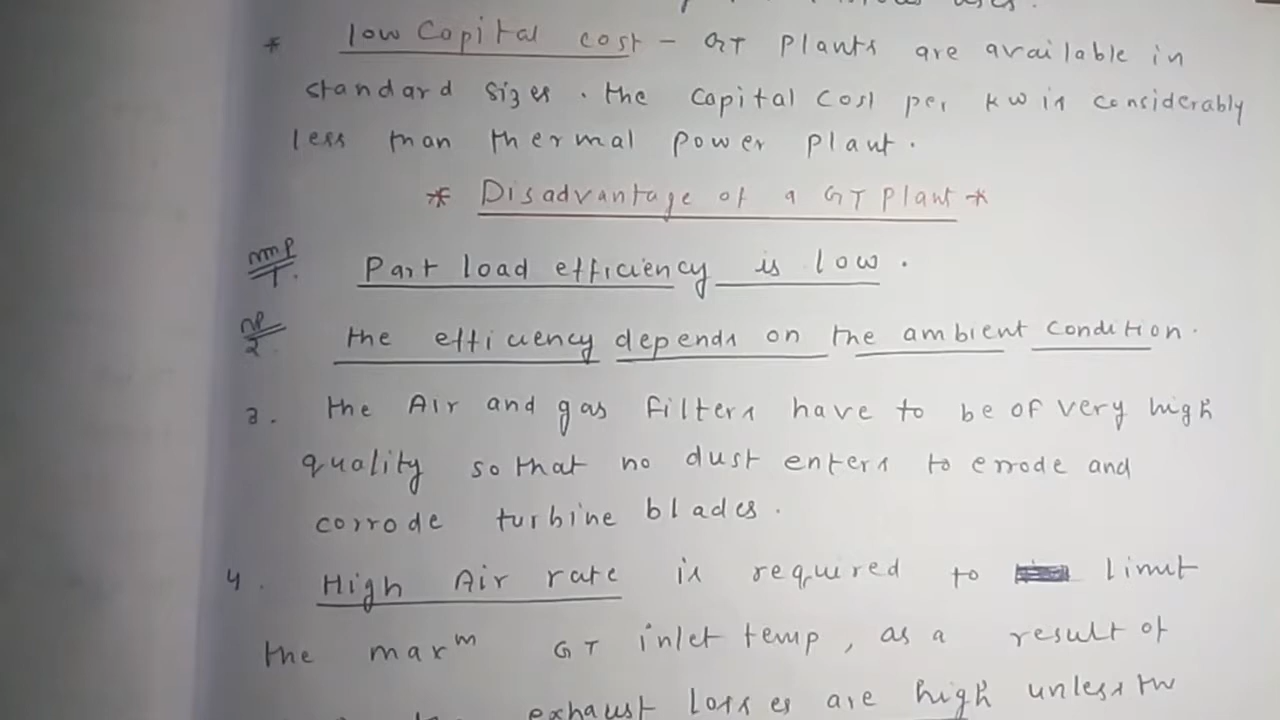 uses.
* low Capital cost - GT Plants are available in
standard sizes. the capital cost per kw is considerably
less than thermal power plant.
* Disadvantage of a GT Plant *
1. Part load efficiency is low.
2. the efficiency depends on the ambient condition.
3. the Air and gas filters have to be of very high
quality so that no dust enters to errode and
corrode turbine blades.
4. High Air rate is required to limit
the maxm GT inlet temp, as a result of
exhaust losses are high unless the